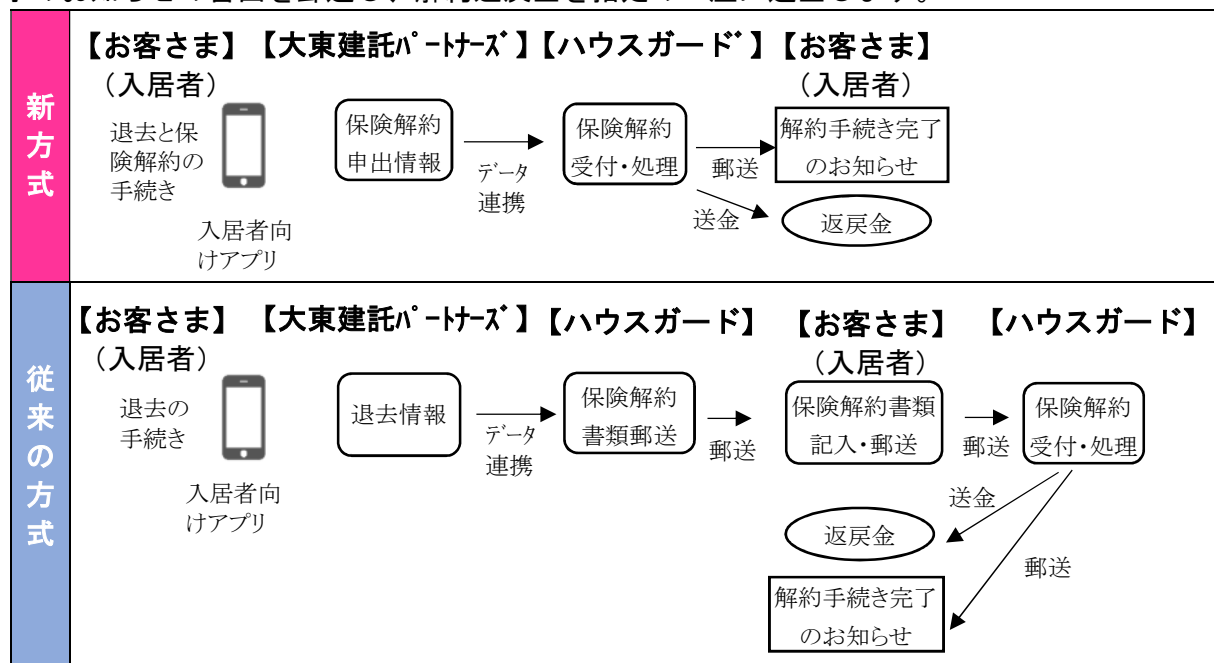 新方式
【お客さま】 【大東建託パートナーズ】 【ハウスガード】 【お客さま】
（入居者）
（入居者）
退去と保
険解約の
手続き
入居者向
けアプリ
保険解約
申出情報
データ
連携
保険解約
受付・処理
郵送
送金
解約手続き完了
のお知らせ
返戻金
従来の方式
【お客さま】 【大東建託パートナーズ】 【ハウスガード】 【お客さま】 【ハウスガード】
（入居者）
（入居者）
退去の
手続き
入居者向
けアプリ
退去情報
データ
連携
保険解約
書類郵送
郵送
保険解約書類
記入・郵送
郵送
保険解約
受付・処理
送金
返戻金
郵送
解約手続き完了
のお知らせ